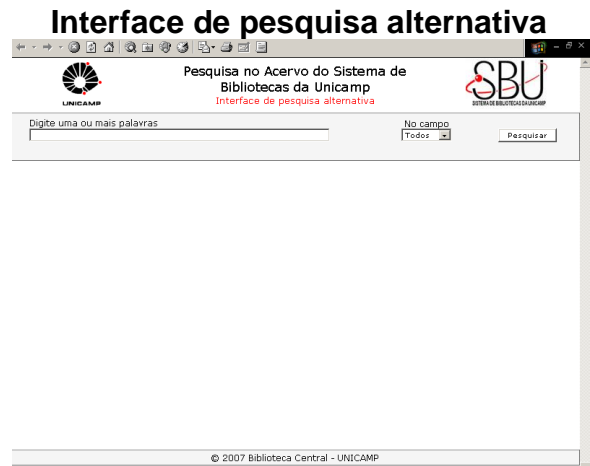 Interface de pesquisa alternativa
UNICAMP
Pesquisa no Acervo do Sistema de
Bibliotecas da Unicamp
Interface de pesquisa alternativa
SBU
SISTEMA DE BIBLIOTECAS DA UNICAMP
Digite uma ou mais palavras
No campo
Todos
Pesquisar
© 2007 Biblioteca Central - UNICAMP